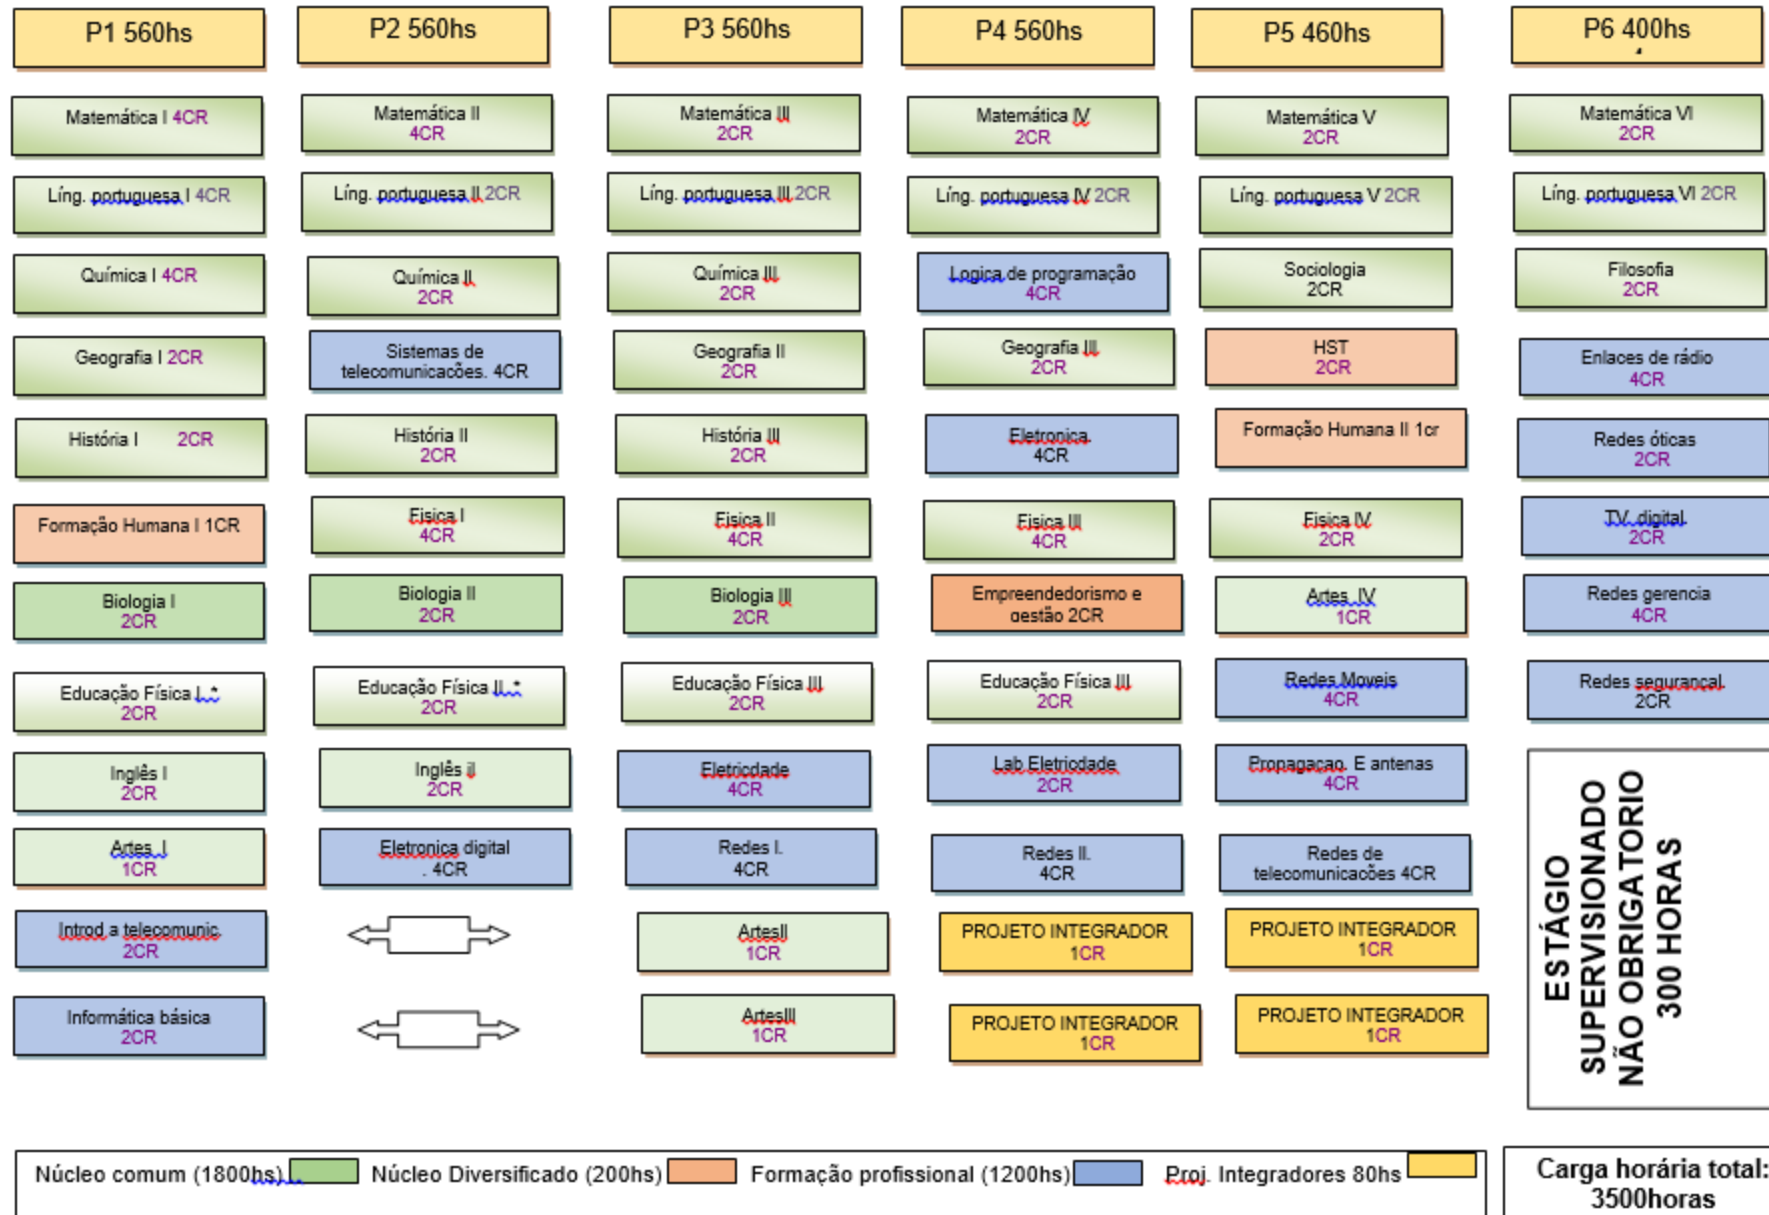 P1 560hs
P2 560hs
P3 560hs
P4 560hs
P5 460hs
P6 400hs
Matemática I 4CR
Matemática II
4CR
Matemática III
2CR
Matemática IV
2CR
Matemática V
2CR
Matemática VI
2CR
Líng. portuguesa I 4CR
Líng. portuguesa II 2CR
Líng. portuguesa III 2CR
Líng. portuguesa IV 2CR
Líng. portuguesa V 2CR
Líng. portuguesa VI 2CR
Química I 4CR
Química II
2CR
Química III
2CR
Logica de programação
4CR
Sociologia
2CR
Filosofia
2CR
Geografia I 2CR
Sistemas de
telecomunicacões. 4CR
Geografia II
2CR
Geografia III
2CR
HST
2CR
Enlaces de rádio
4CR
História I 2CR
História II
2CR
História III
2CR
Eletronica
4CR
Formação Humana II 1cr
Redes óticas
2CR
Formação Humana I 1CR
Fisica I
4CR
Fisica II
4CR
Fisica III
4CR
Fisica IV
2CR
TV digital
2CR
Biologia I
2CR
Biologia II
2CR
Biologia III
2CR
Empreendedorismo e
gestão 2CR
Artes IV
1CR
Redes gerencia
4CR
Educação Física I .*
2CR
Educação Física II .*
2CR
Educação Física III
2CR
Educação Física III
2CR
Redes Moveis
4CR
Redes segurançaI
2CR
Inglês I
2CR
Inglês iI
2CR
Eletricdade
4CR
Lab Eletricdade
2CR
Propagacao. E antenas
4CR
Artes I
1CR
Eletronica digital
. 4CR
Redes I.
4CR
Redes II.
4CR
Redes de
telecomunicacões 4CR
Introd a telecomunic.
2CR
ArtesII
1CR
PROJETO INTEGRADOR
1CR
PROJETO INTEGRADOR
1CR
Informática básica
2CR
ArtesIII
1CR
PROJETO INTEGRADOR
1CR
PROJETO INTEGRADOR
1CR
ESTÁGIO
SUPERVISIONADO
NÃO OBRIGATORIO
300 HORAS
Núcleo comum (1800hs) Núcleo Diversificado (200hs) Formação profissional (1200hs) Proj. Integradores 80hs
Carga horária total:
3500horas